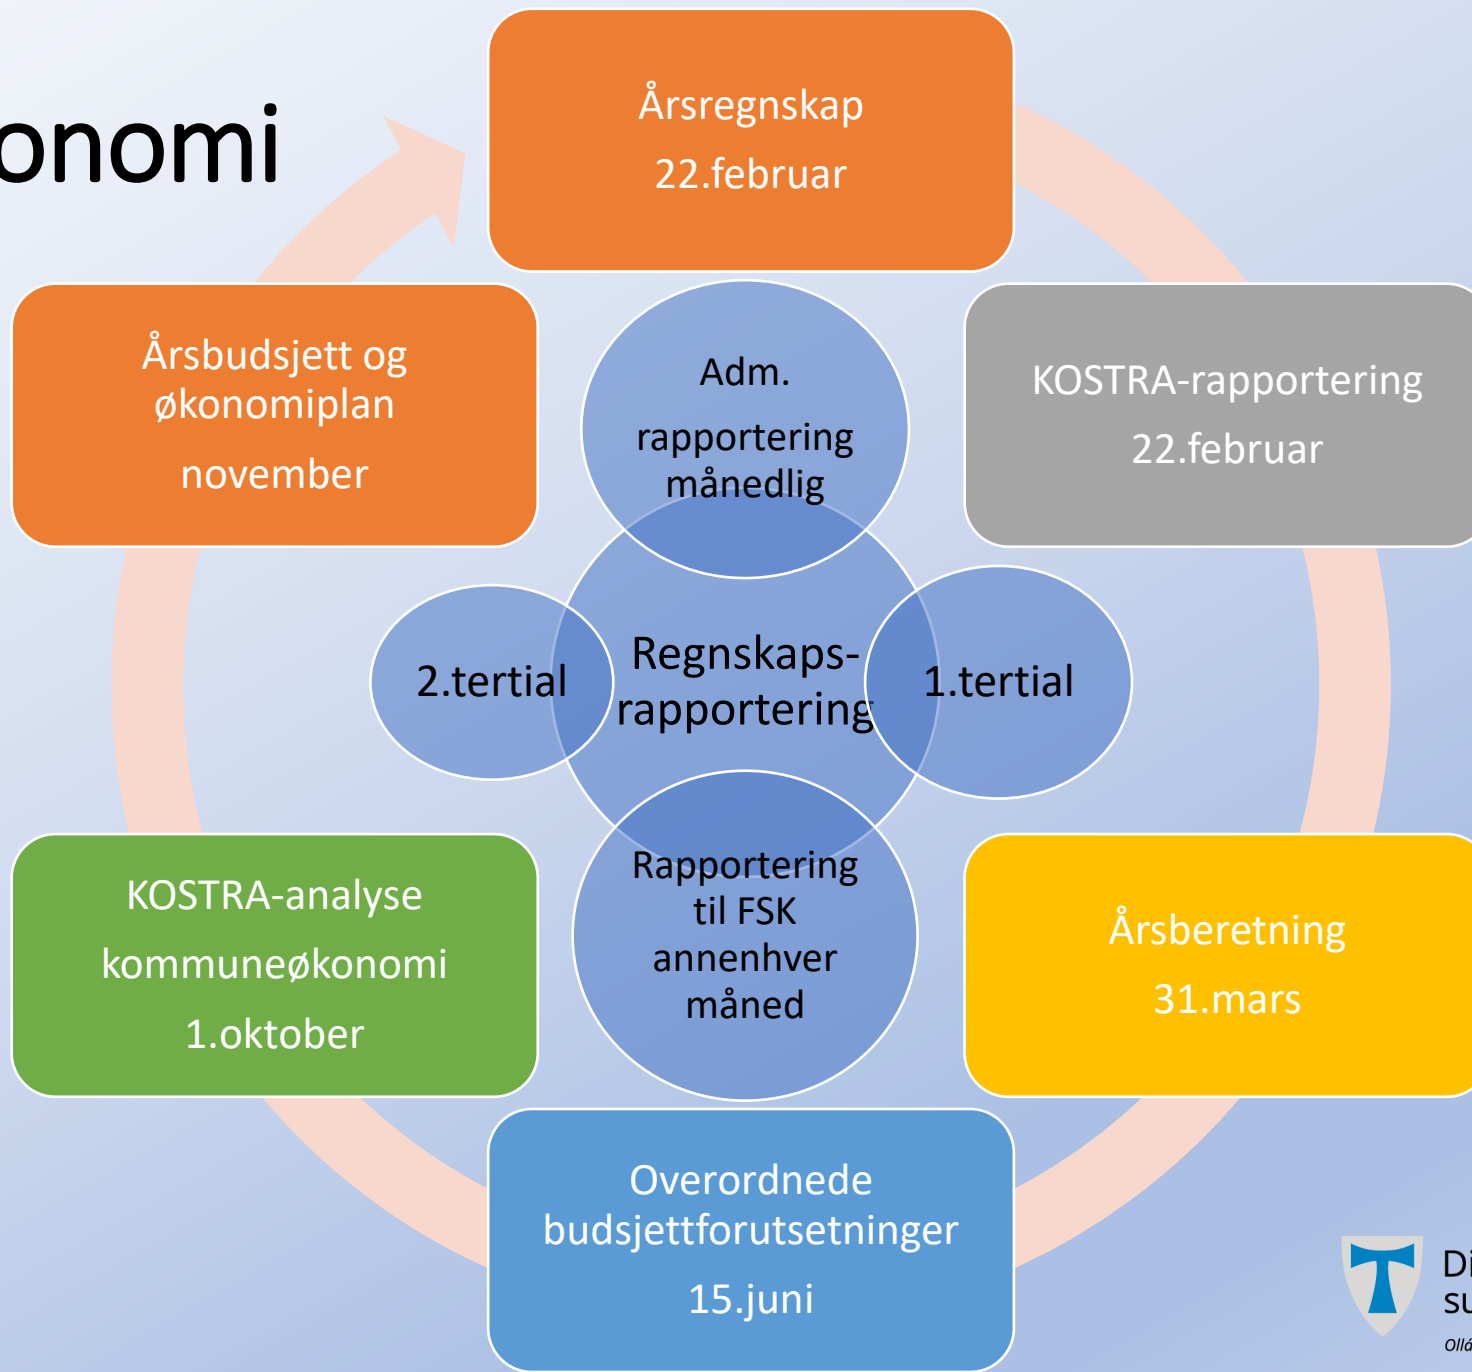 onomi
Årsregnskap
22.februar
KOSTRA-rapportering
22.februar
Årsberetning
31.mars
Overordnede
budsjettforutsetninger
15.juni
KOSTRA-analyse
kommuneøkonomi
1.oktober
Årsbudsjett og
økonomiplan
november
Adm.
rapportering
månedlig
Regnskaps-
rapportering
1.tertial
Rapportering
til FSK
annenhver
måned
2.tertial